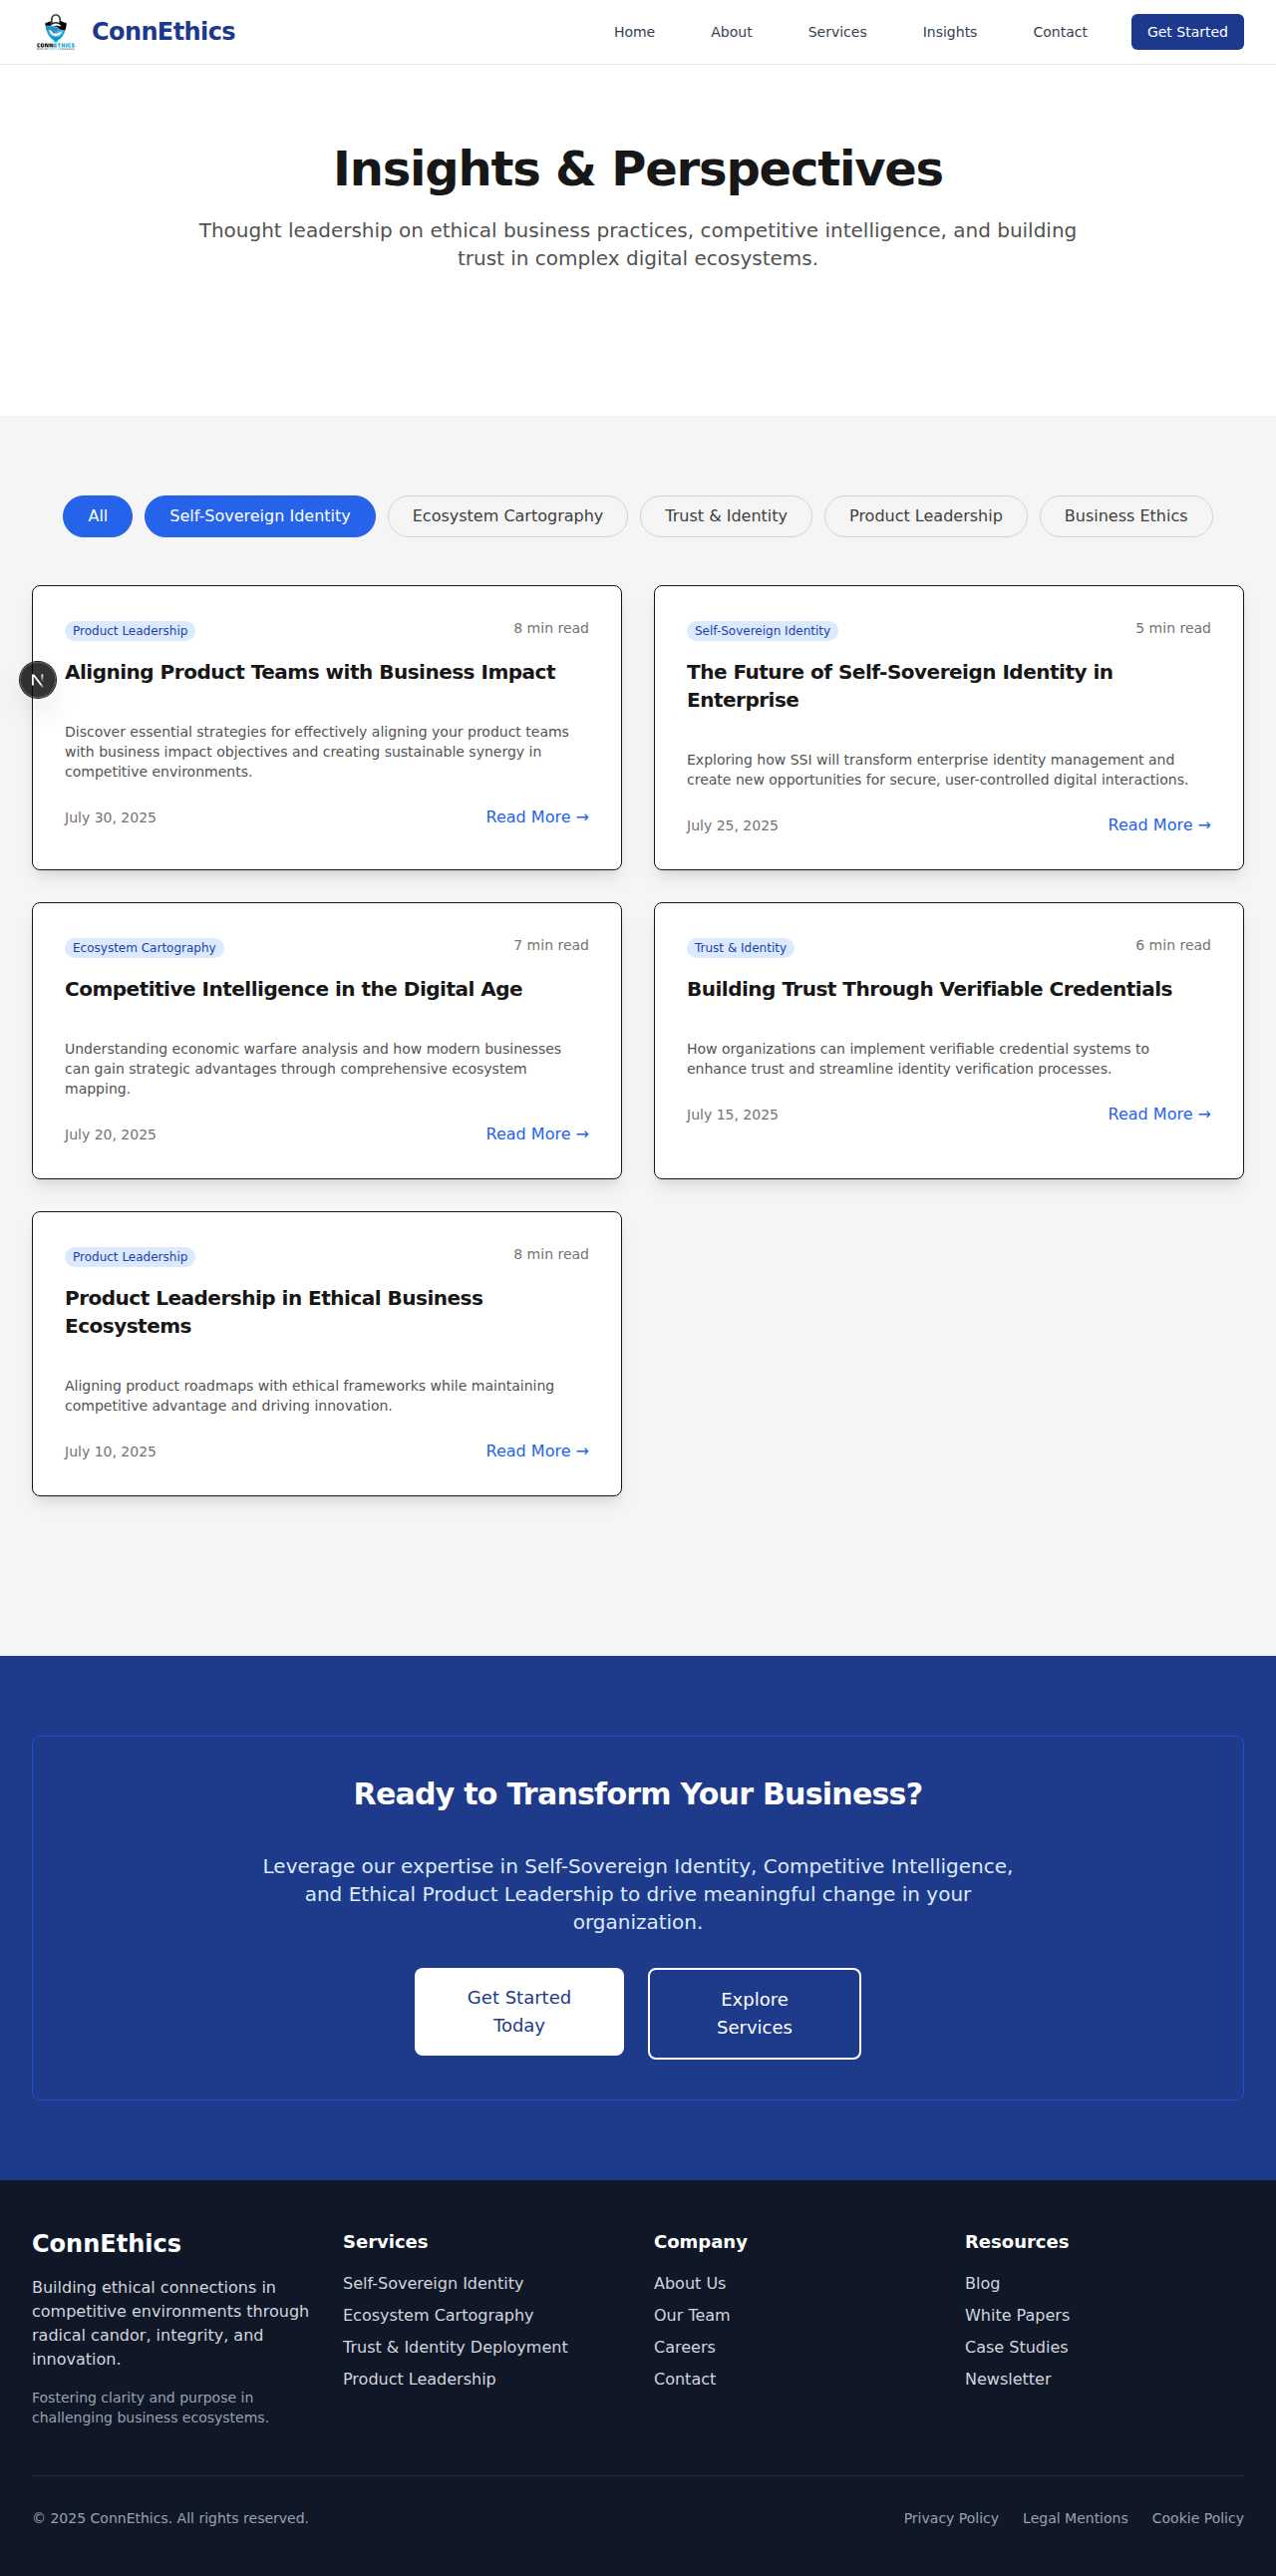 CONNETHICS
ConnEthics
Home
About
Services
Insights
Contact
Get Started
Insights & Perspectives
Thought leadership on ethical business practices, competitive intelligence, and building
trust in complex digital ecosystems.
All
Self-Sovereign Identity
Ecosystem Cartography
Trust & Identity
Product Leadership
Business Ethics
Product Leadership
8 min read
Aligning Product Teams with Business Impact
Discover essential strategies for effectively aligning your product teams
with business impact objectives and creating sustainable synergy in
competitive environments.
July 30, 2025
Read More →
Self-Sovereign Identity
5 min read
The Future of Self-Sovereign Identity in
Enterprise
Exploring how SSI will transform enterprise identity management and
create new opportunities for secure, user-controlled digital interactions.
July 25, 2025
Read More →
Ecosystem Cartography
7 min read
Competitive Intelligence in the Digital Age
Understanding economic warfare analysis and how modern businesses
can gain strategic advantages through comprehensive ecosystem
mapping.
July 20, 2025
Read More →
Trust & Identity
6 min read
Building Trust Through Verifiable Credentials
How organizations can implement verifiable credential systems to
enhance trust and streamline identity verification processes.
July 15, 2025
Read More →
Product Leadership
8 min read
Product Leadership in Ethical Business
Ecosystems
Aligning product roadmaps with ethical frameworks while maintaining
competitive advantage and driving innovation.
July 10, 2025
Read More →
Ready to Transform Your Business?
Leverage our expertise in Self-Sovereign Identity, Competitive Intelligence,
and Ethical Product Leadership to drive meaningful change in your
organization.
Get Started
Today
Explore
Services
ConnEthics
Building ethical connections in
competitive environments through
radical candor, integrity, and
innovation.
Fostering clarity and purpose in
challenging business ecosystems.
Services
Self-Sovereign Identity
Ecosystem Cartography
Trust & Identity Deployment
Product Leadership
Company
About Us
Our Team
Careers
Contact
Resources
Blog
White Papers
Case Studies
Newsletter
© 2025 ConnEthics. All rights reserved.
Privacy Policy
Legal Mentions
Cookie Policy